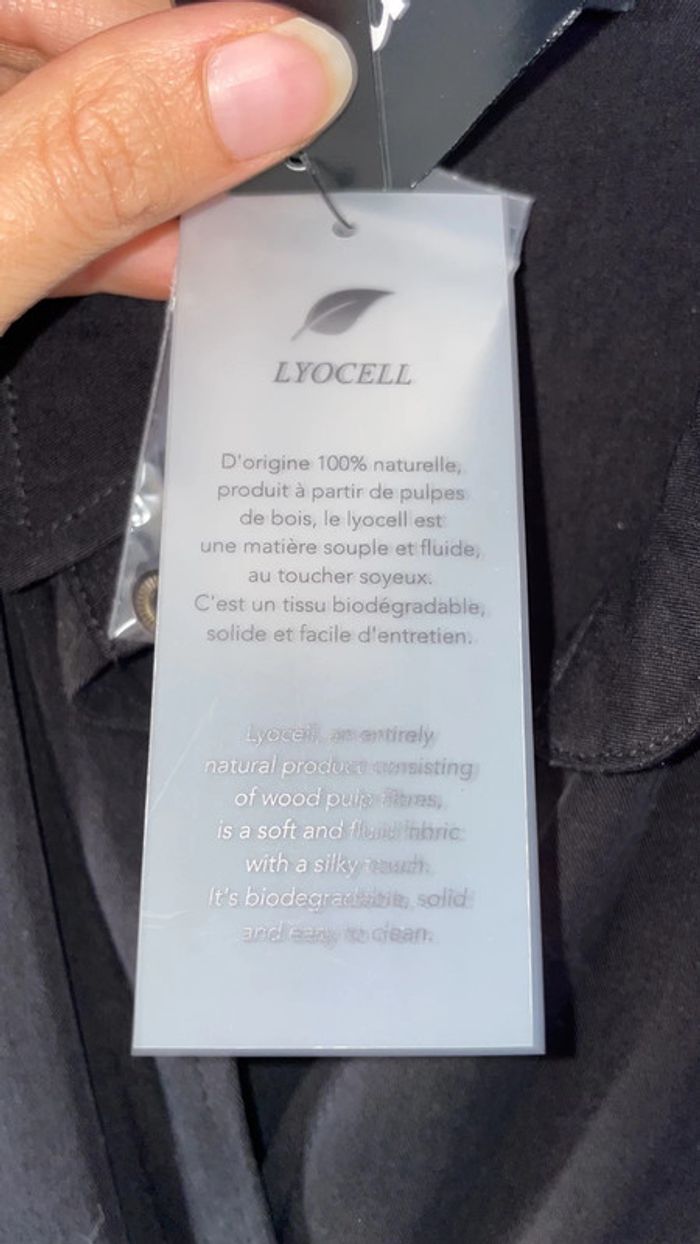 LYOCELL
D'origine 100% naturelle,
produit à partir de pulpes
de bois, le lyocell est
une matière souple et fluide,
au toucher soyeux.
C'est un tissu biodégradable,
solide et facile d'entretien.
Lyocell, an entirely
natural product consisting
of wood pulp fibres,
is a soft and fluid fabric
with a silky touch.
It's biodegradable, solid
and easy to clean.